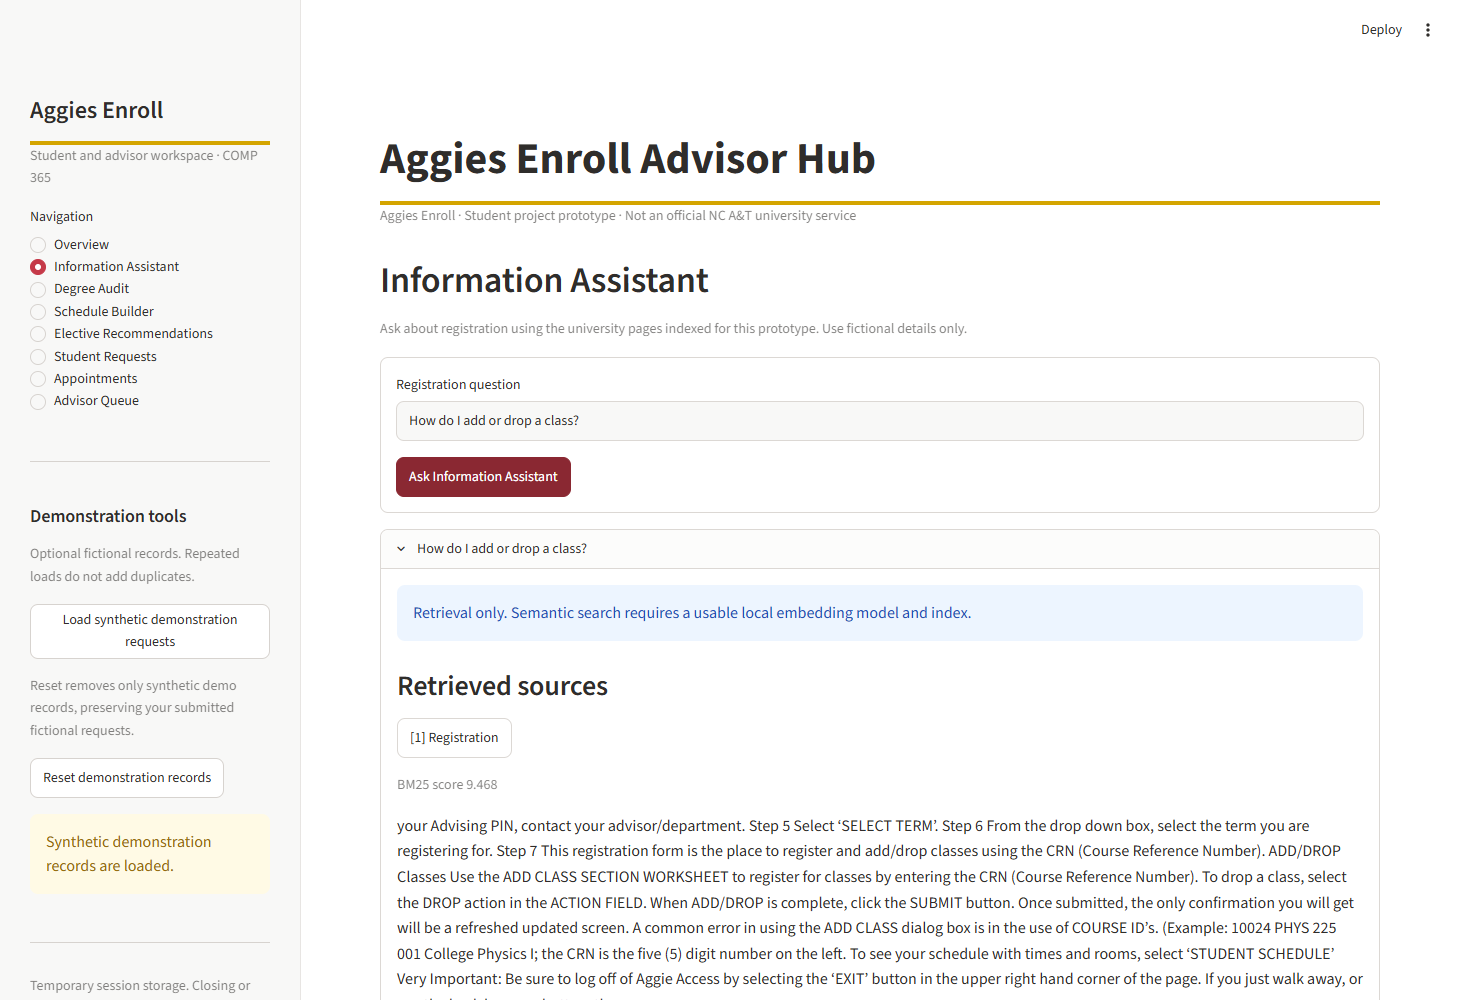 Deploy
Aggies Enroll
Student and advisor workspace · COMP
365
Navigation
Overview
Information Assistant
Degree Audit
Schedule Builder
Elective Recommendations
Student Requests
Appointments
Advisor Queue
Demonstration tools
Optional fictional records. Repeated
loads do not add duplicates.
Load synthetic demonstration
requests
Reset removes only synthetic demo
records, preserving your submitted
fictional requests.
Reset demonstration records
Synthetic demonstration
records are loaded.
Temporary session storage. Closing or
Aggies Enroll Advisor Hub
Aggies Enroll · Student project prototype · Not an official NC A&T university service
Information Assistant
Ask about registration using the university pages indexed for this prototype. Use fictional details only.
Registration question
How do I add or drop a class?
Ask Information Assistant
How do I add or drop a class?
Retrieval only. Semantic search requires a usable local embedding model and index.
Retrieved sources
[1] Registration
BM25 score 9.468
your Advising PIN, contact your advisor/department. Step 5 Select ‘SELECT TERM’. Step 6 From the drop down box, select the term you are
registering for. Step 7 This registration form is the place to register and add/drop classes using the CRN (Course Reference Number). ADD/DROP
Classes Use the ADD CLASS SECTION WORKSHEET to register for classes by entering the CRN (Course Reference Number). To drop a class, select
the DROP action in the ACTION FIELD. When ADD/DROP is complete, click the SUBMIT button. Once submitted, the only confirmation you will get
will be a refreshed updated screen. A common error in using the ADD CLASS dialog box is in the use of COURSE ID’s. (Example: 10024 PHYS 225
001 College Physics I; the CRN is the five (5) digit number on the left. To see your schedule with times and rooms, select ‘STUDENT SCHEDULE’
Very Important: Be sure to log off of Aggie Access by selecting the ‘EXIT’ button in the upper right hand corner of the page. If you just walk away, or